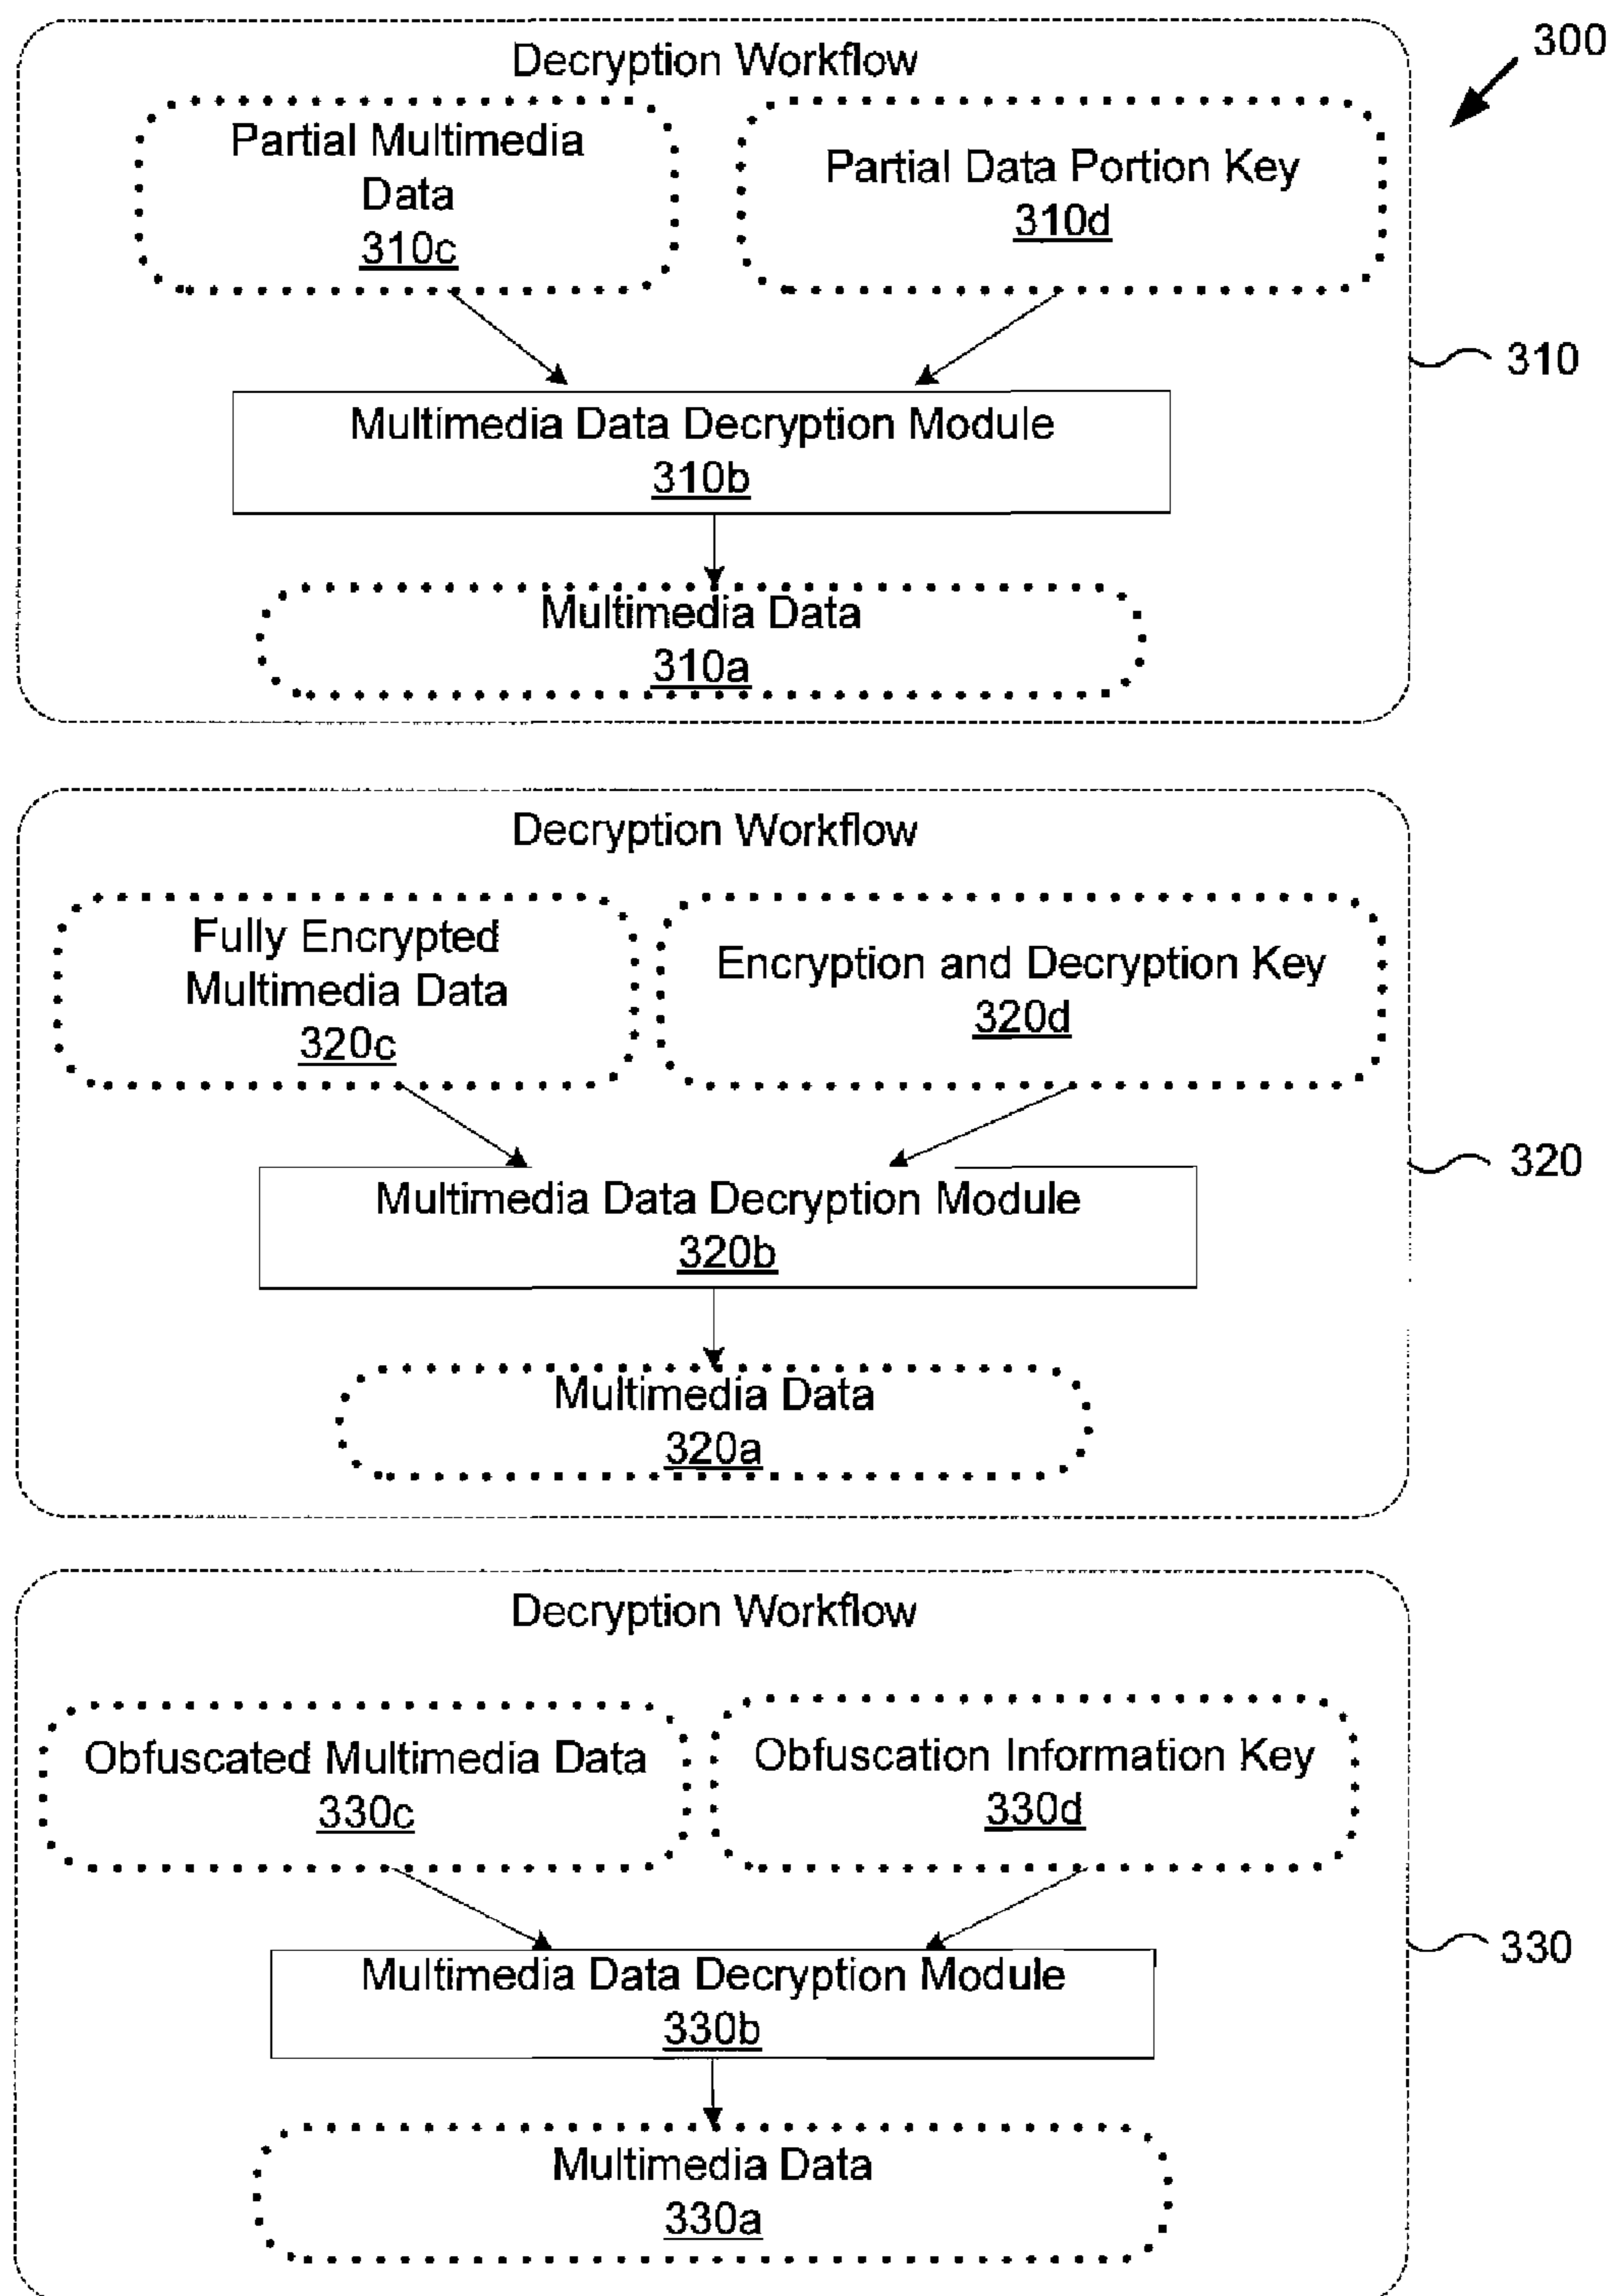 300
Decryption Workflow
Partial Multimedia
Data
310c
Partial Data Portion Key
310d
310
Multimedia Data Decryption Module
310b
Multimedia Data
310a
Decryption Workflow
Fully Encrypted
Multimedia Data
320c
Encryption and Decryption Key
320d
320
Multimedia Data Decryption Module
320b
Multimedia Data
320a
Decryption Workflow
Obfuscated Multimedia Data
330c
Obfuscation Information Key
330d
330
Multimedia Data Decryption Module
330b
Multimedia Data
330a